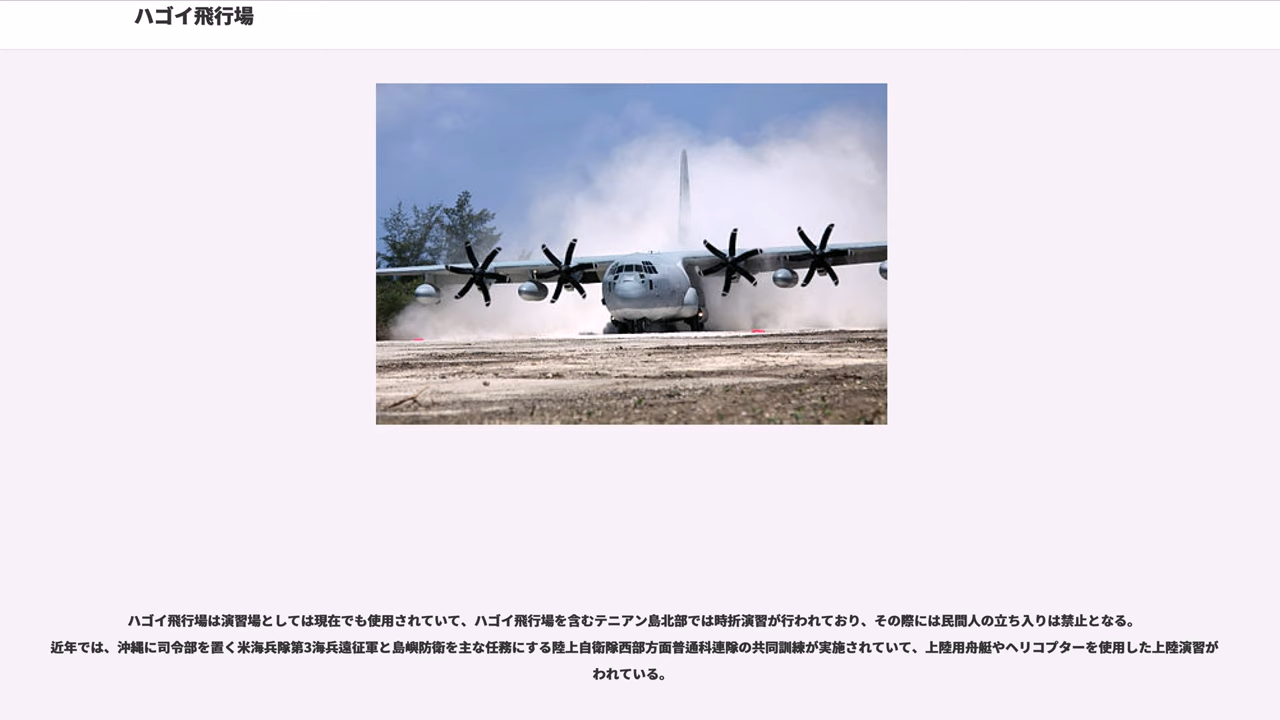 ハゴイ飛行場
ハゴイ飛行場は演習場としては現在でも使用されていて、ハゴイ飛行場を含むテニアン島北部では時折演習が行われており、その際には民間人の立ち入りは禁止となる。
近年では、沖縄に司令部を置く米海兵隊第3海兵遠征軍と島嶼防衛を主な任務にする陸上自衛隊西部方面普通科連隊の共同訓練が実施されていて、上陸用舟艇やヘリコプターを使用した上陸演習が
われている。